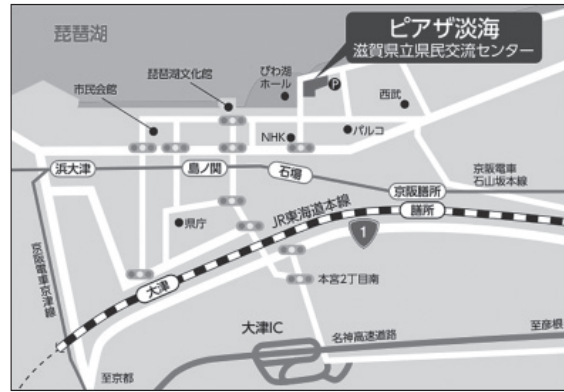 琵琶湖
ピアザ淡海
滋賀県立県民交流センター
琵琶湖文化館
びわ湖
ホール
P
西武
市民会館
NHK
パルコ
浜大津
島ノ関
石場
京阪電車
石山坂本線
京阪膳所
県庁
JR東海道本線
膳所
1
京阪電車京津線
大津
本宮2丁目南
大津IC
名神高速道路
至彦根
至京都